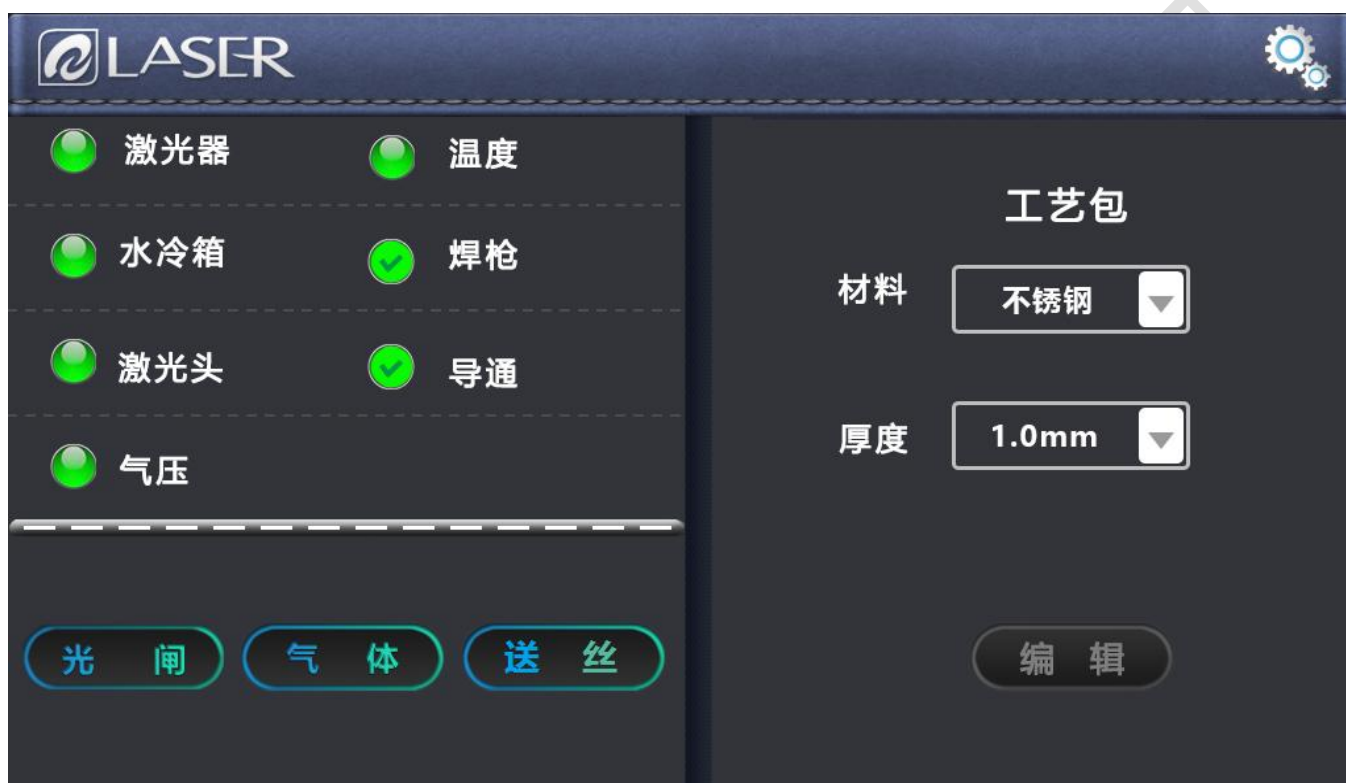 LASER
激光器 温度
水冷箱 焊枪
激光头 导通
气压
光 闸 气 体 送 丝
工艺包
材料 不锈钢
厚度 1.0mm
编 辑